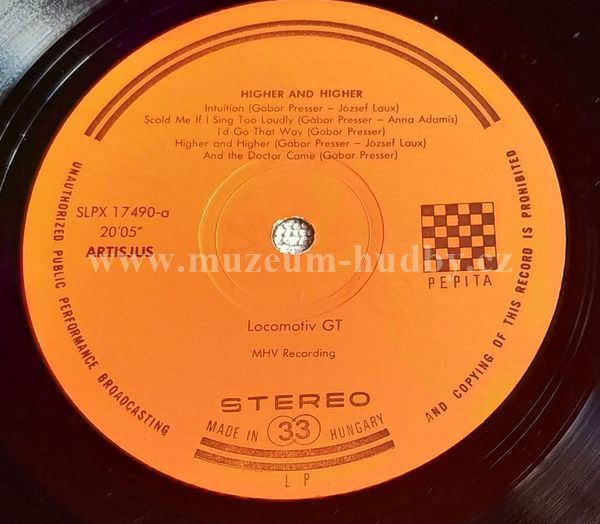 HIGHER AND HIGHER
Intuition (Gábor Presser – József Laux)
Scold Me If I Sing Too Loudly (Gábor Presser – Anna Adamis)
I'd Go That Way (Gábor Presser)
Higher and Higher (Gábor Presser – József Laux)
And the Doctor Came (Gábor Presser)
SLPX 17490-a
20'05"
ARTISJUS
PEPITA
www.muzeum-hudby.cz
Locomotiv GT
MHV Recording
STEREO
MADE IN 33 HUNGARY
LP
UNAUTHORIZED PUBLIC PERFORMANCE BROADCASTING
AND COPYING OF THIS RECORD IS PROHIBITED